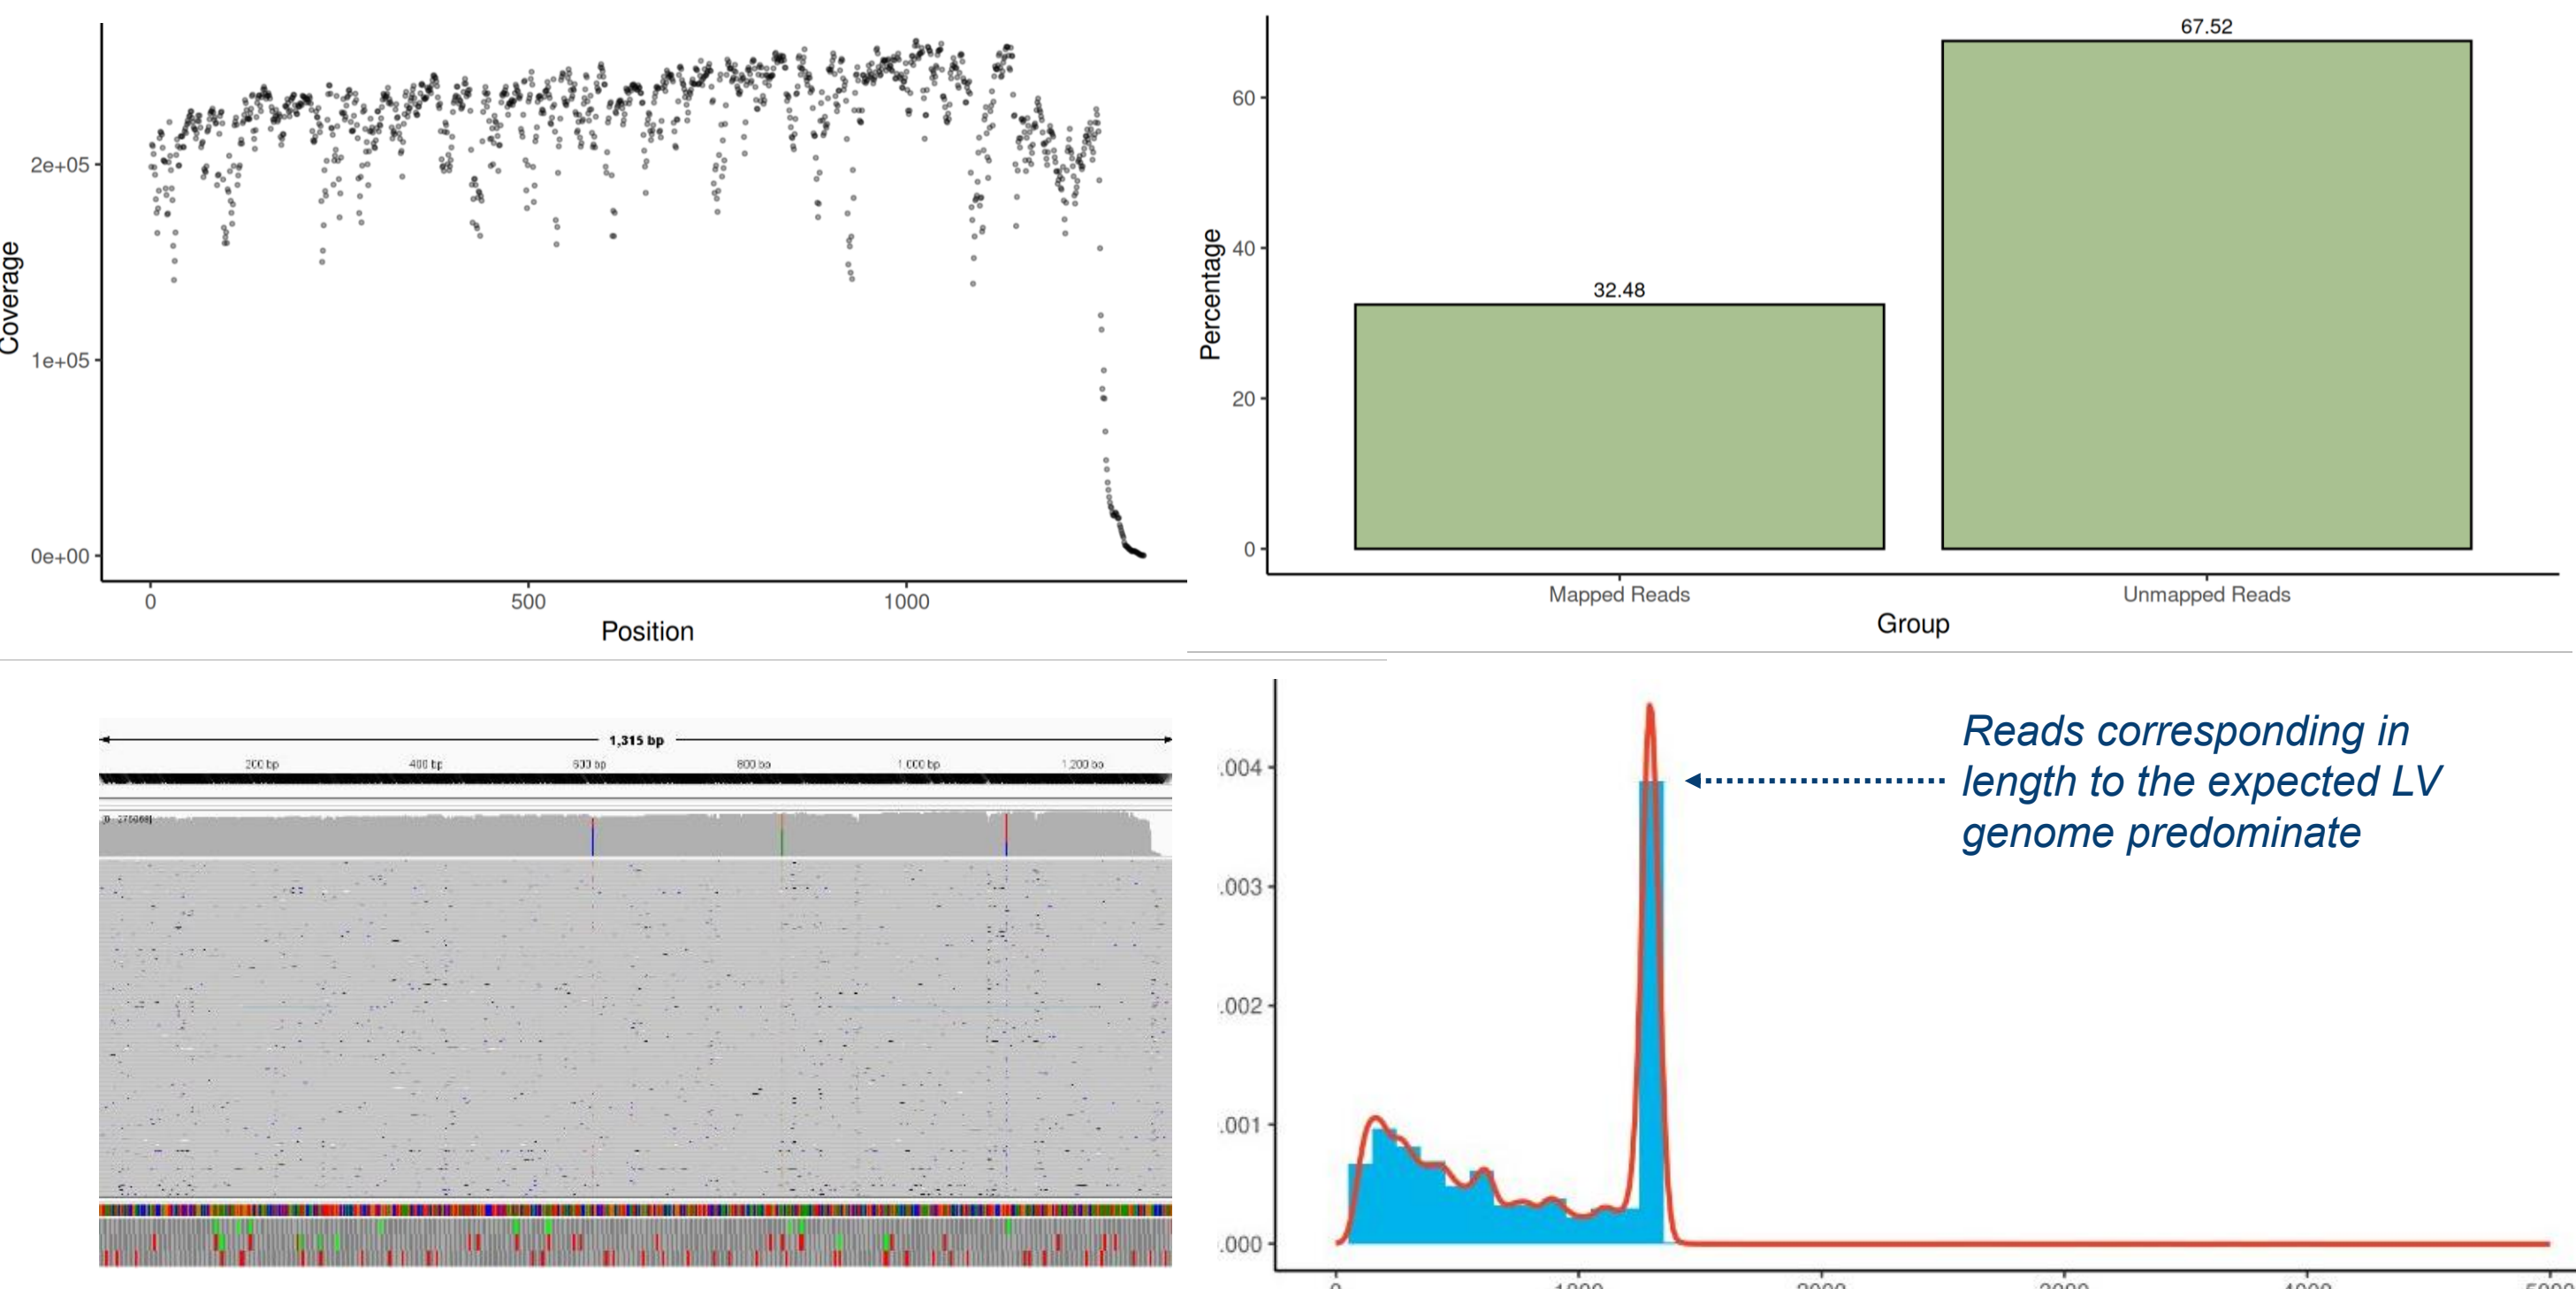 Coverage
2e+05
1e+05
0e+00
0
500
1000
Position
Percentage
60
40
20
0
32.48
67.52
Mapped Reads
Unmapped Reads
Group
1,315 bp
200 bp
400 bp
600 bp
800 bp
1,000 bp
1,200 bp
.004
.003
.002
.001
.000
Reads corresponding in
length to the expected LV
genome predominate